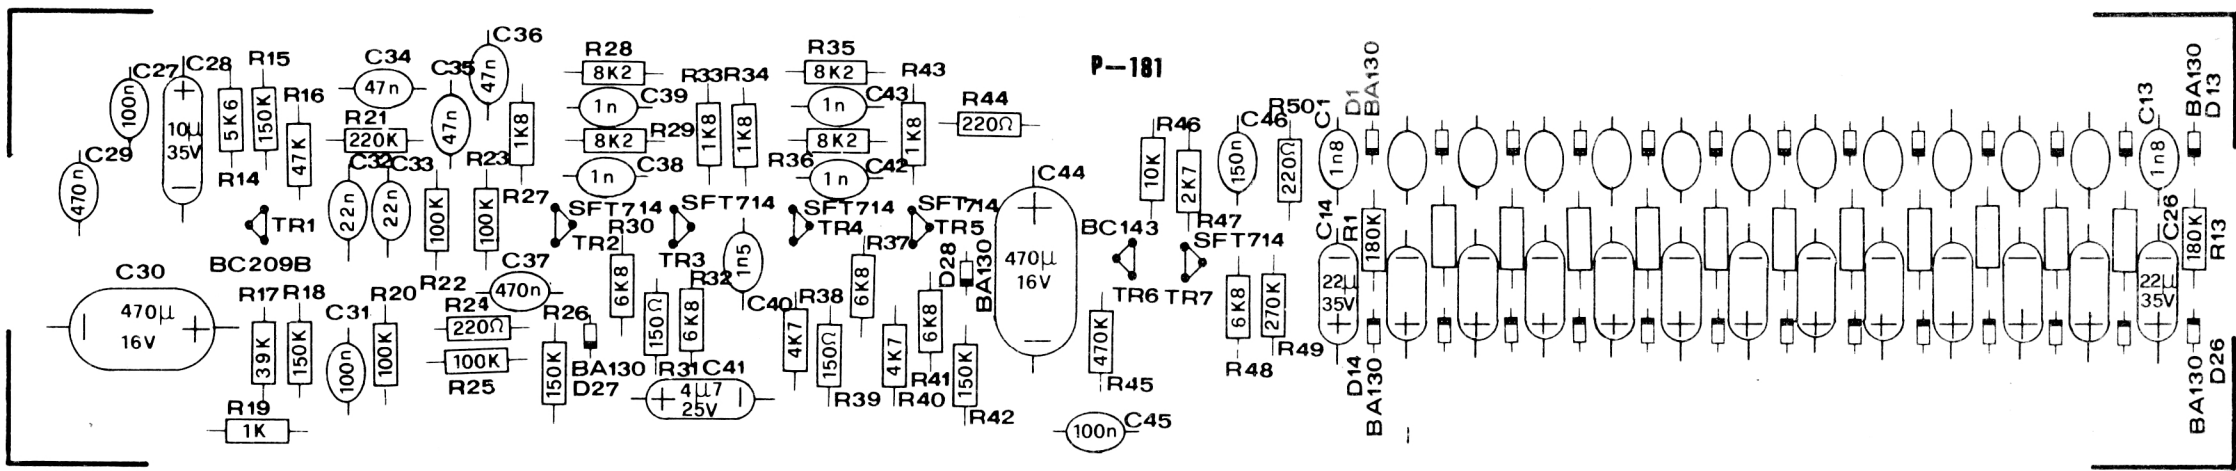 C27
100n
C28
10µ
35V
C29
470n
R14
5K6
R15
150K
R16
47K
C34
47n
R21
220K
C35
47n
C36
47n
C32
22n
C33
22n
R23
100K
R22
100K
R27
1K8
TR1
BC209B
C30
470µ
16V
R17
39K
R18
150K
R19
1K
C31
100n
R20
100K
R24
220Ω
R25
100K
C37
470n
R26
150K
BA130
D27
R28
8K2
C39
1n
R29
8K2
C38
1n
R33
1K8
R34
1K8
SFT714
TR2
R30
6K8
SFT714
TR3
R31
150Ω
R32
6K8
C40
1n5
C41
4µ7
25V
R35
8K2
C43
1n
R36
8K2
C42
1n
R43
1K8
R44
220Ω
SFT714
TR4
R37
6K8
SFT714
TR5
D28
BA130
R38
4K7
R39
150Ω
R40
4K7
R41
6K8
R42
150K
C44
470µ
16V
P-181
R46
10K
R47
2K7
C46
150n
R50
220Ω
BC143
TR6
SFT714
TR7
R45
470K
C45
100n
R48
6K8
R49
270K
C1
1n8
D1
BA130
C14
22µ
35V
R1
180K
D14
BA130
C13
1n8
BA130
D13
C26
22µ
35V
180K
R13
BA130
D26